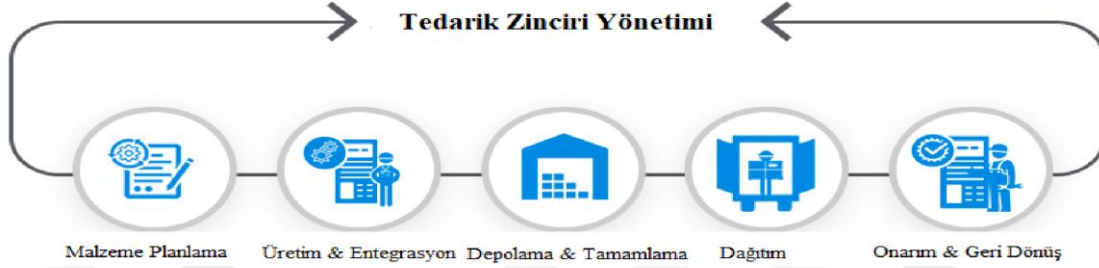 Tedarik Zinciri Yönetimi
Malzeme Planlama
Üretim & Entegrasyon
Depolama & Tamamlama
Dağıtım
Onarım & Geri Dönüş